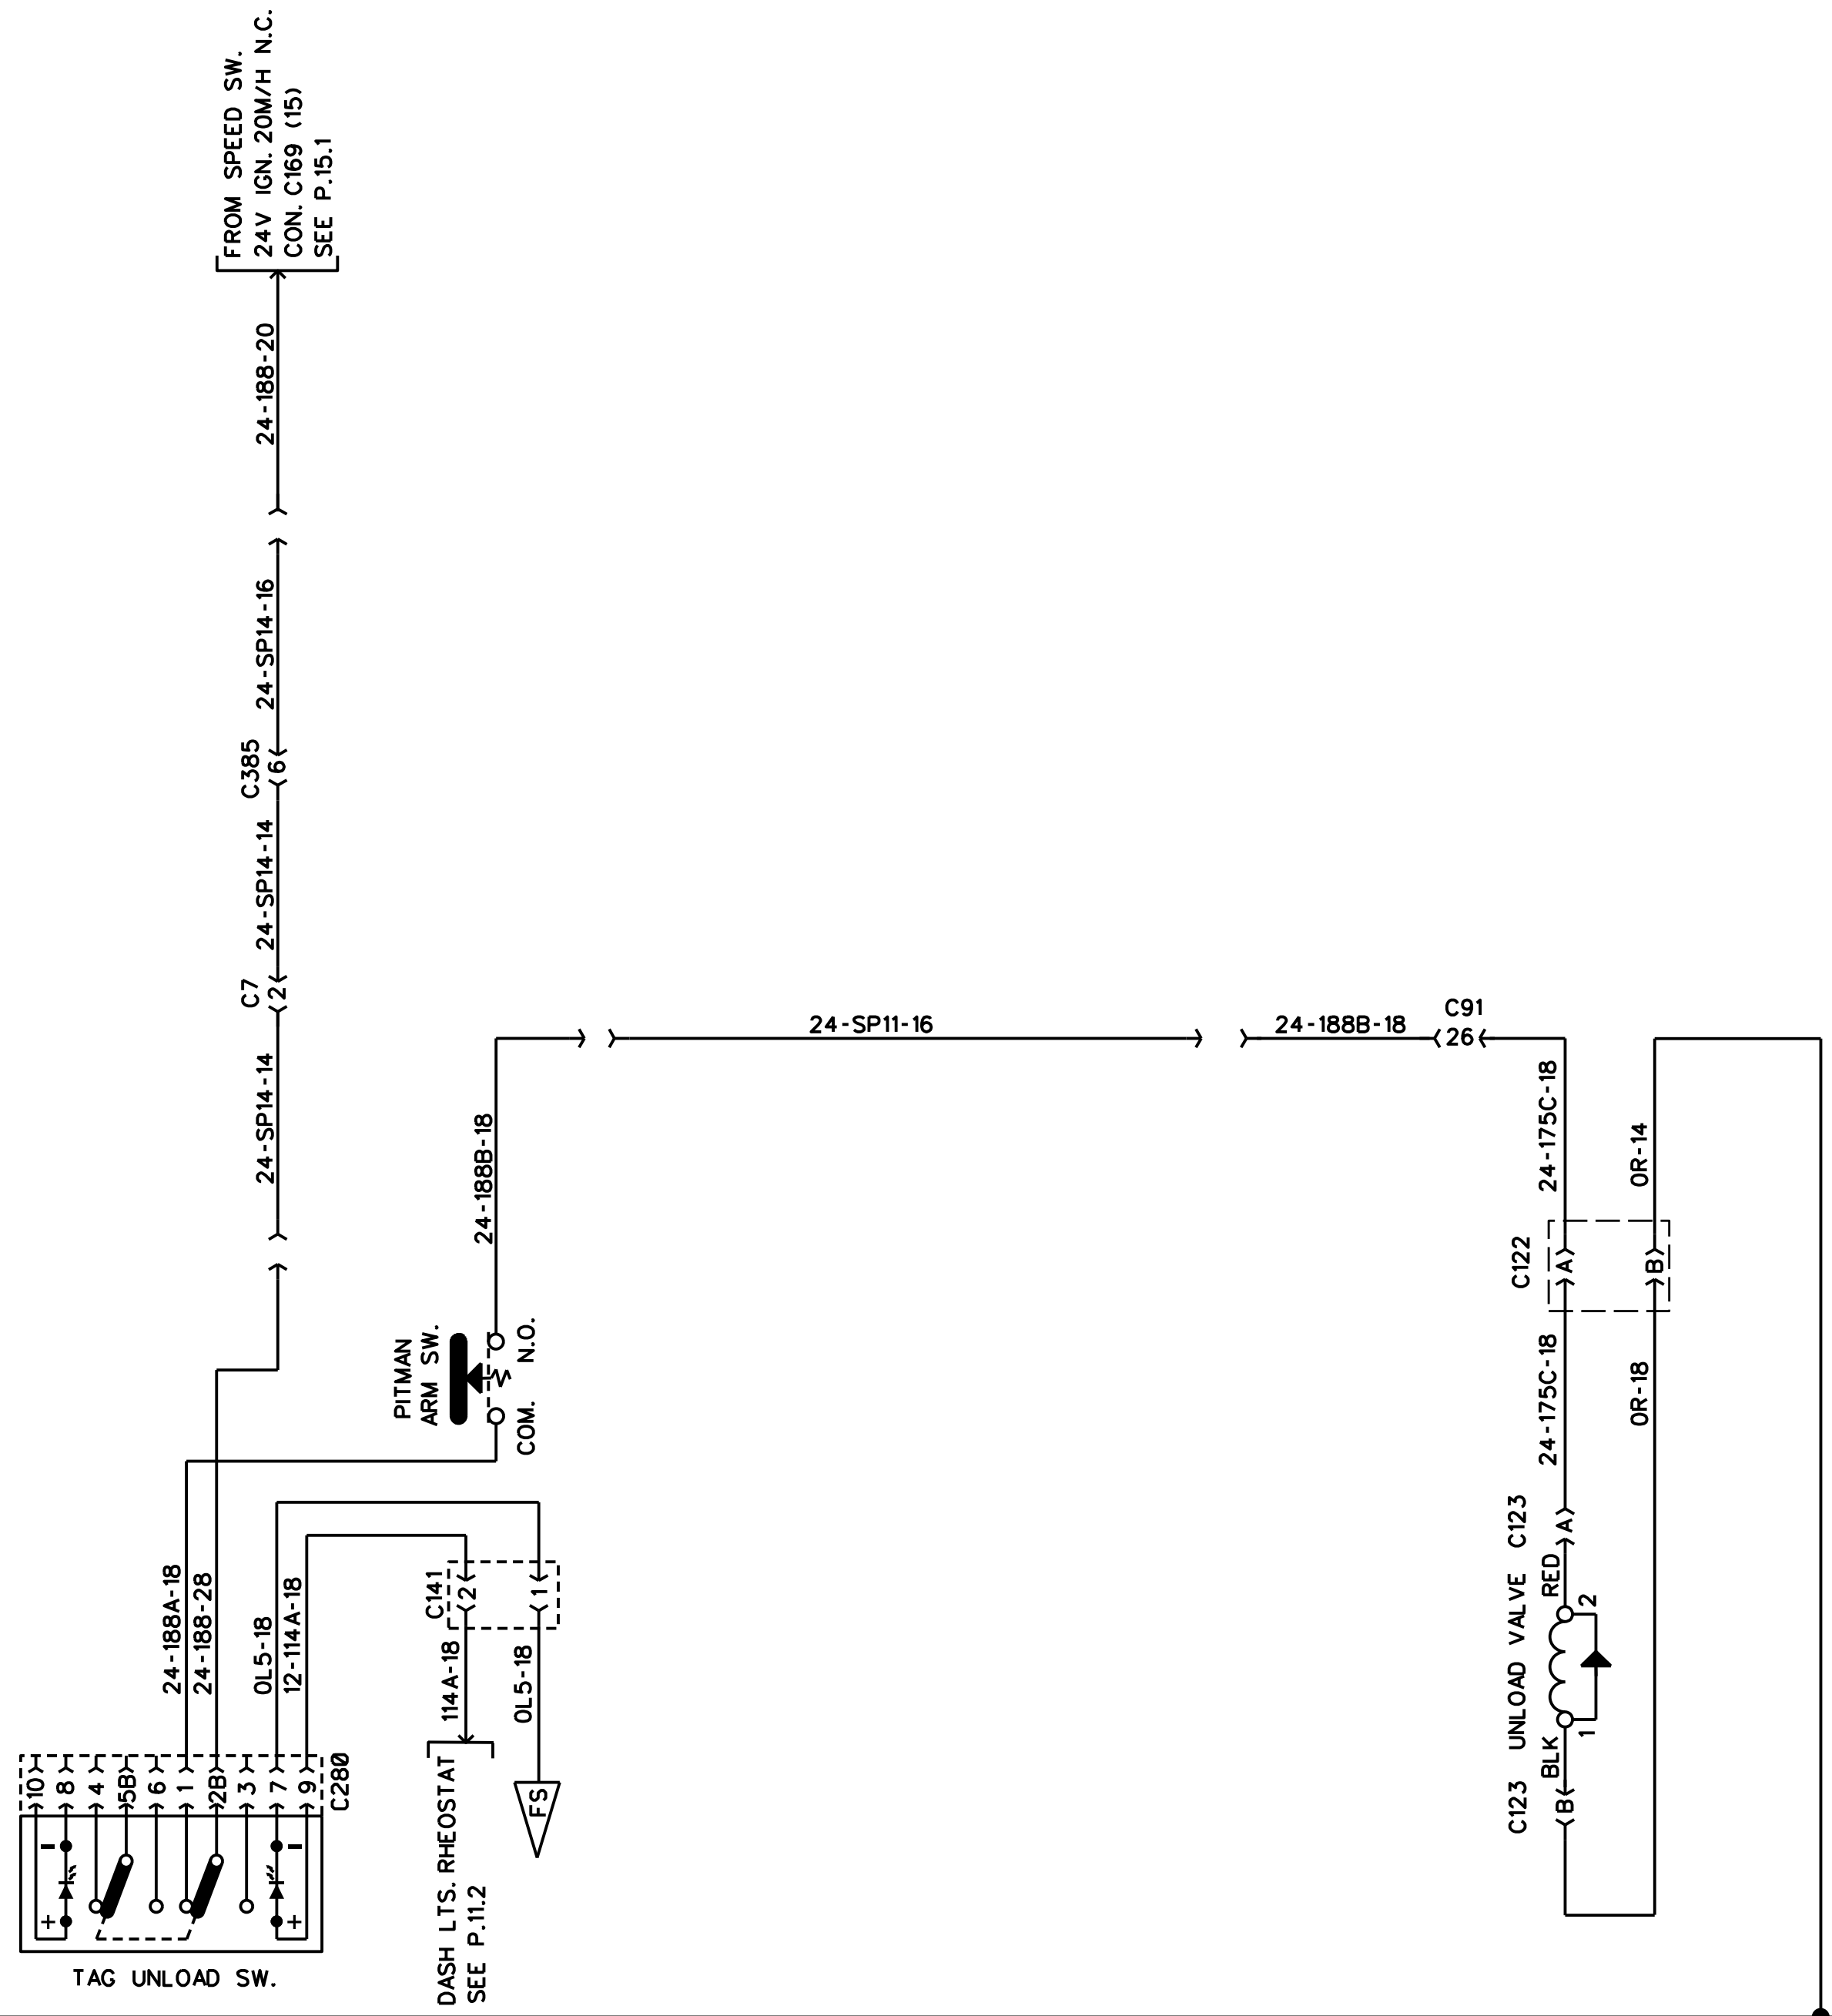 FROM SPEED SW.
24V IGN. 20M/H N.C.
CON. C169 (15)
SEE P.15.1
24-188-20
24-SP14-16
C385
6
24-SP14-14
C7
2
24-SP14-14
24-SP11-16
24-188B-18
C91
26
24-188B-18
24-175C-18
0R-14
C122
A
B
PITMAN
ARM SW.
COM.
N.O.
24-175C-18
0R-18
24-188A-18
24-188-28
0L5-18
12-114A-18
C141
2
1
114A-18
0L5-18
DASH LTS. RHEOSTAT
SEE P.11.2
FS
UNLOAD VALVE
C123
A
RED
2
1
BLK
C123
B
10
8
4
5B
6
1
2B
3
7
9
C280
-
+
-
+
TAG UNLOAD SW.